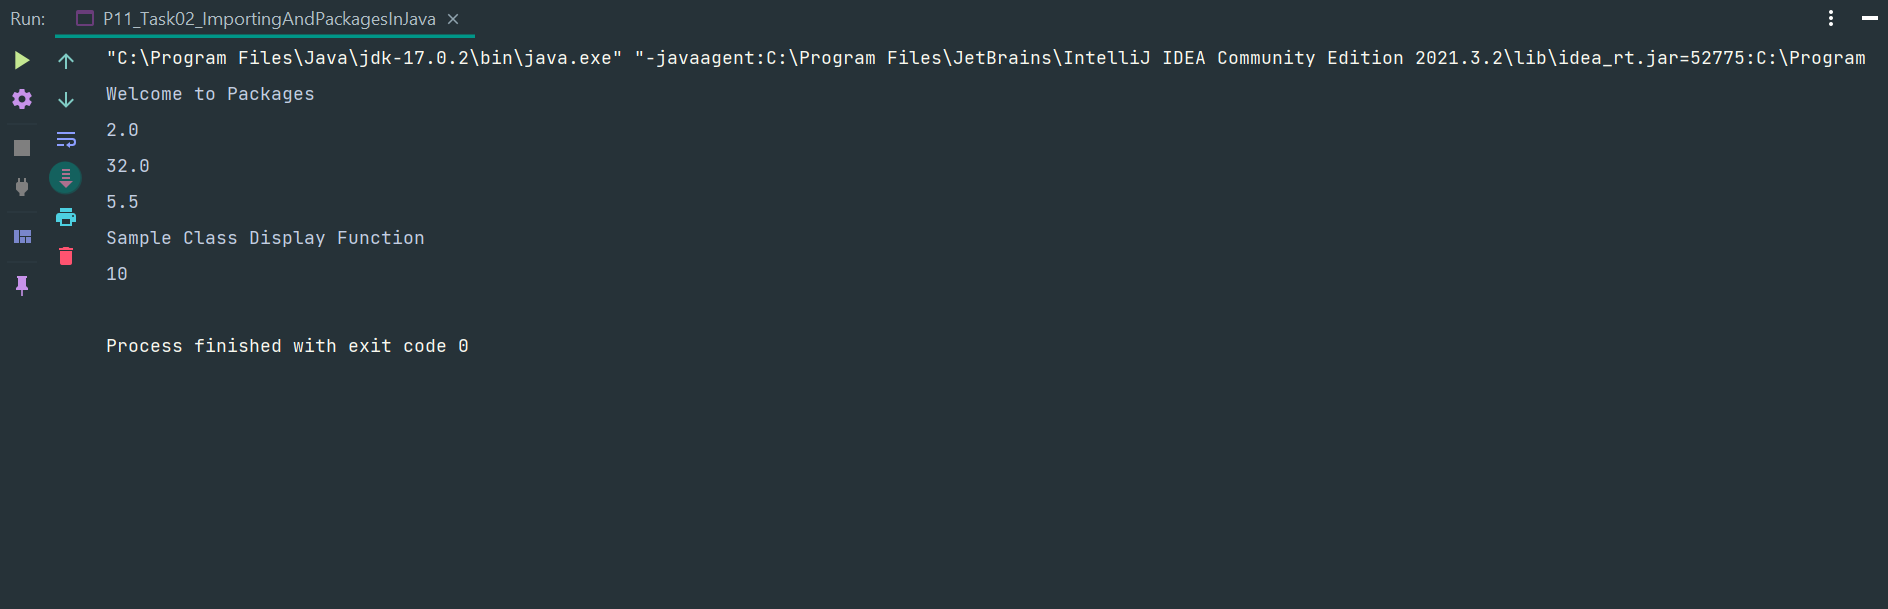 Run: P11_Task02_ImportingAndPackagesInJava
"C:\Program Files\Java\jdk-17.0.2\bin\java.exe" "-javaagent:C:\Program Files\JetBrains\IntelliJ IDEA Community Edition 2021.3.2\lib\idea_rt.jar=52775:C:\Program
Welcome to Packages
2.0
32.0
5.5
Sample Class Display Function
10
Process finished with exit code 0